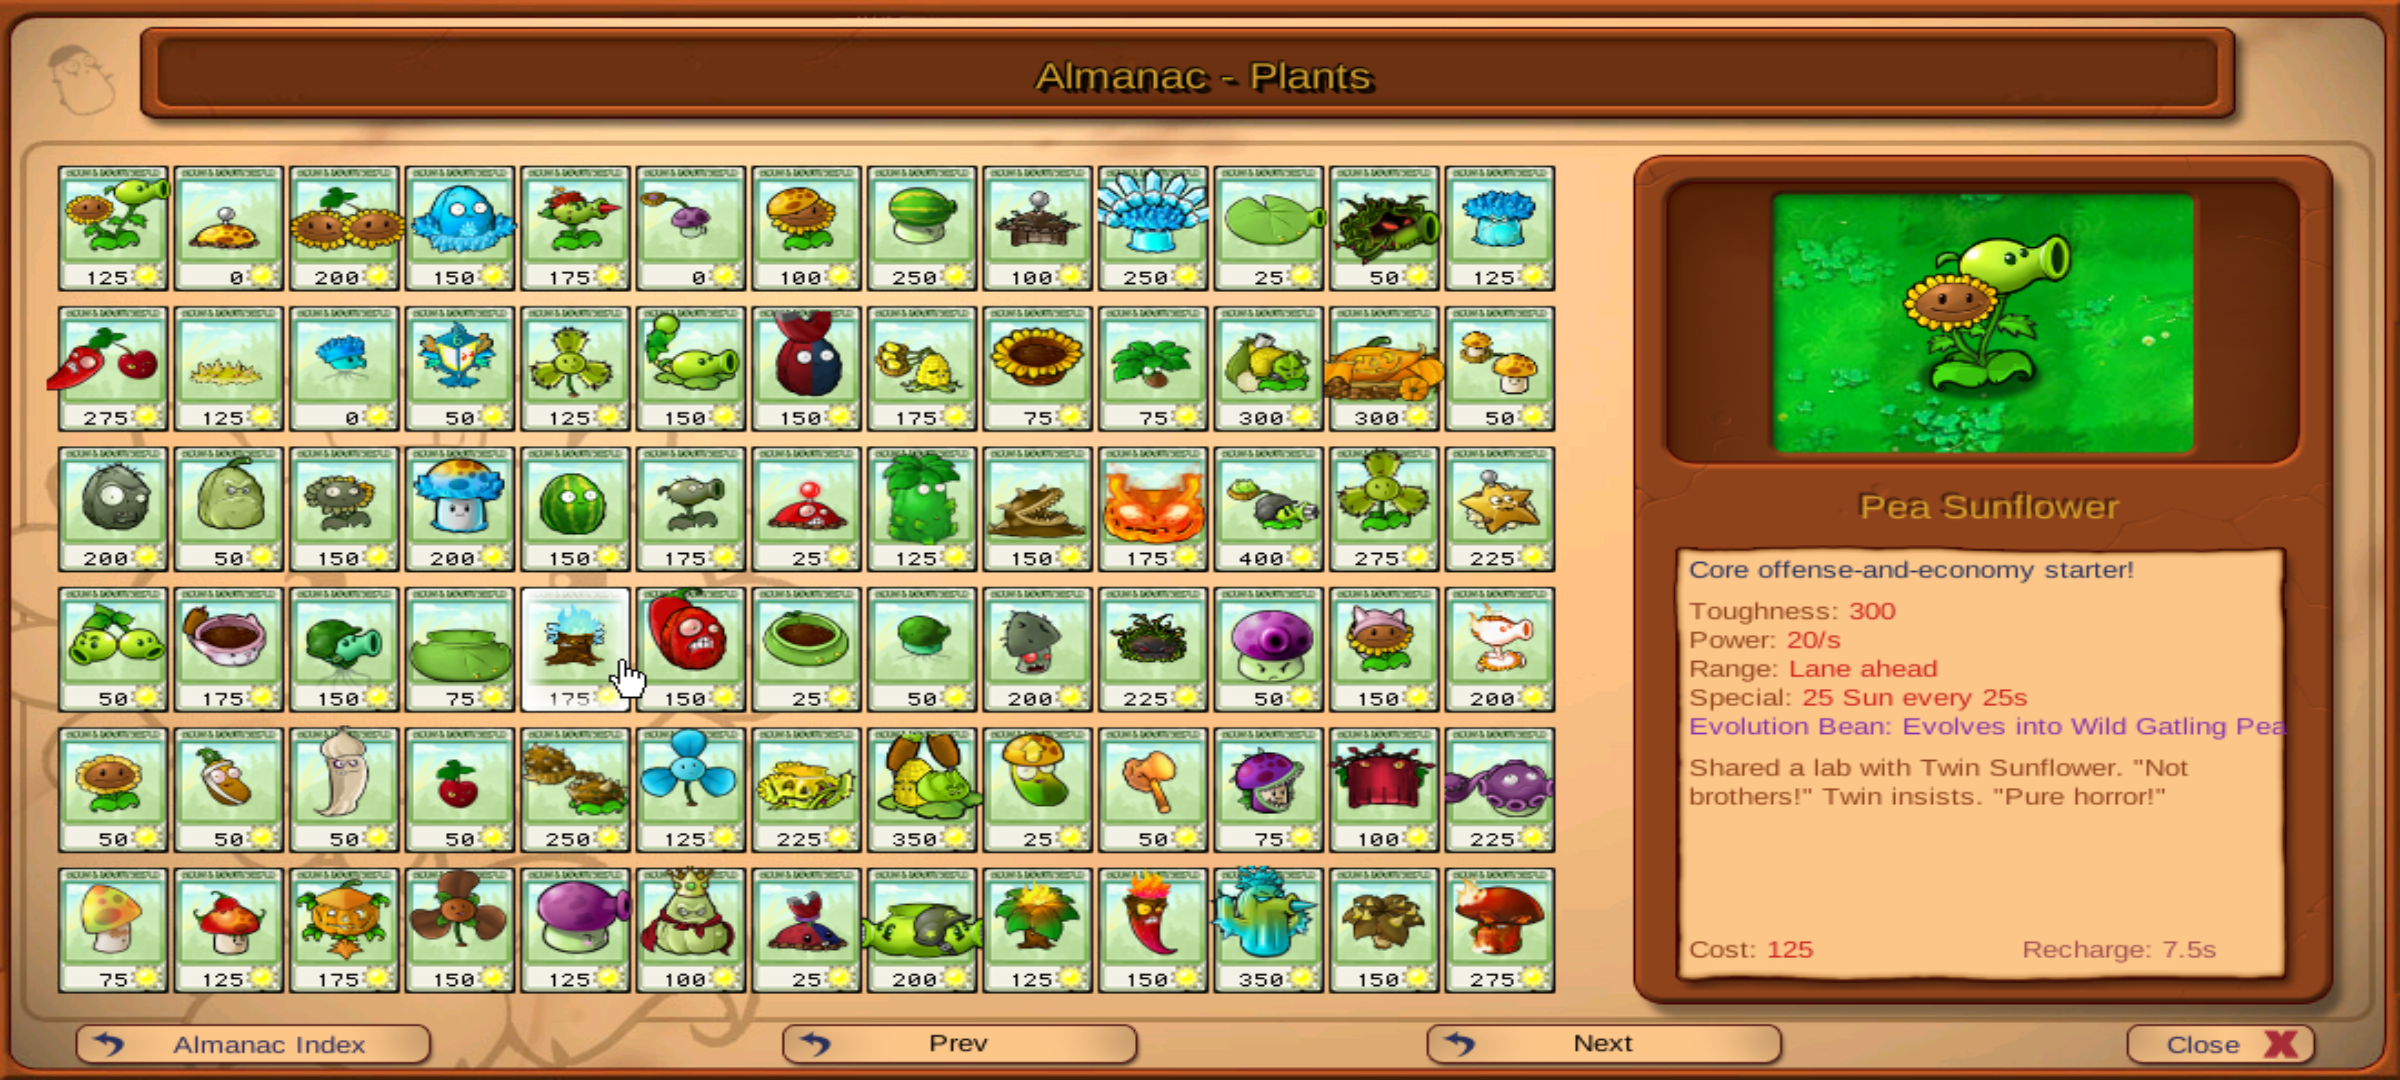 Almanac - Plants
125 0 200 150 175 0 100 250 100 250 25 50 125
275 125 0 50 125 150 150 175 75 75 300 300 50
200 50 150 200 150 175 25 125 150 175 400 275 225
50 175 150 75 175 150 25 50 200 225 50 150 200
50 50 50 50 250 125 225 350 25 50 75 100 225
75 125 175 150 125 100 25 200 125 150 350 150 275
Pea Sunflower
Core offense-and-economy starter!
Toughness: 300
Power: 20/s
Range: Lane ahead
Special: 25 Sun every 25s
Evolution Bean: Evolves into Wild Gatling Pea
Shared a lab with Twin Sunflower. "Not
brothers!" Twin insists. "Pure horror!"
Cost: 125 Recharge: 7.5s
Almanac Index Prev Next Close